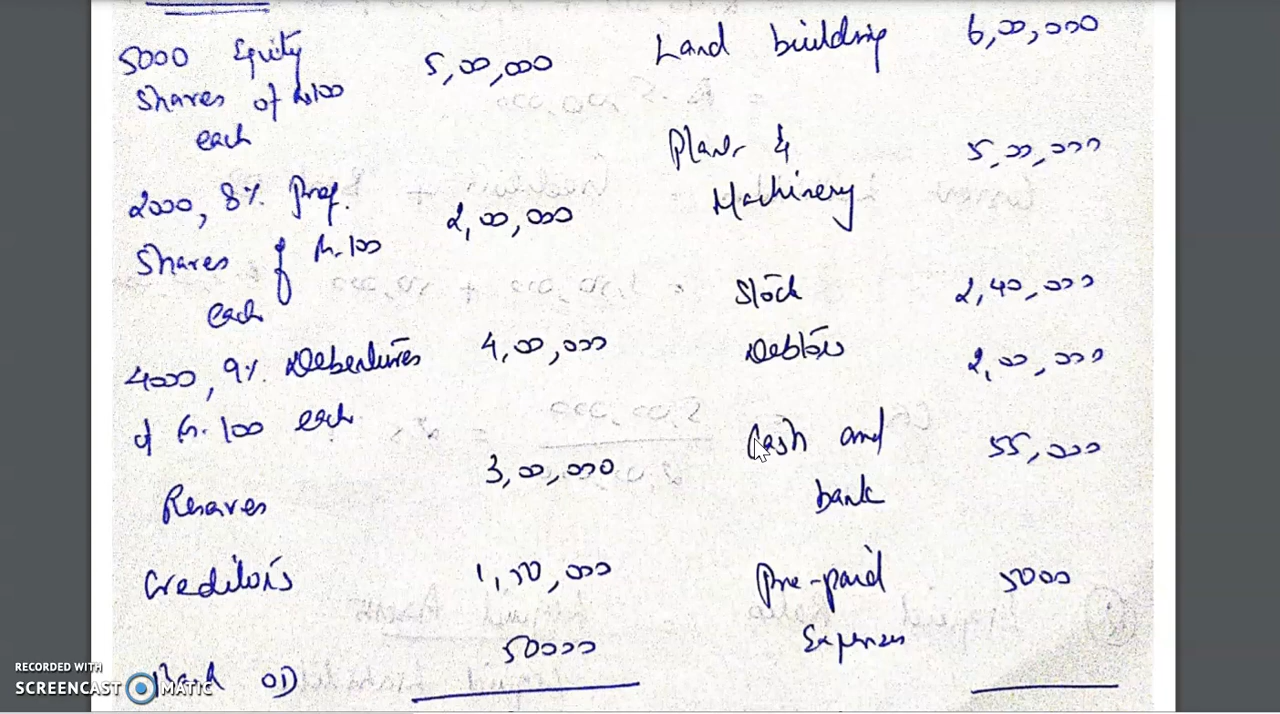 5000 Equity 5,00,000 Land building 6,00,000
Shares of Rs.100
each
Plant & 5,00,000
2000, 8% Pref. 2,00,000 Machinery
Shares of Rs.100
each
Stock 2,40,000
4000, 9% Debentures 4,00,000 Debtors 2,00,000
of Rs.100 each
Cash and 55,000
Reserves 3,00,000 bank
Creditors 1,50,000 Pre-paid 5000
Expenses
Bank OD 50000
RECORDED WITH
SCREENCAST MATIC